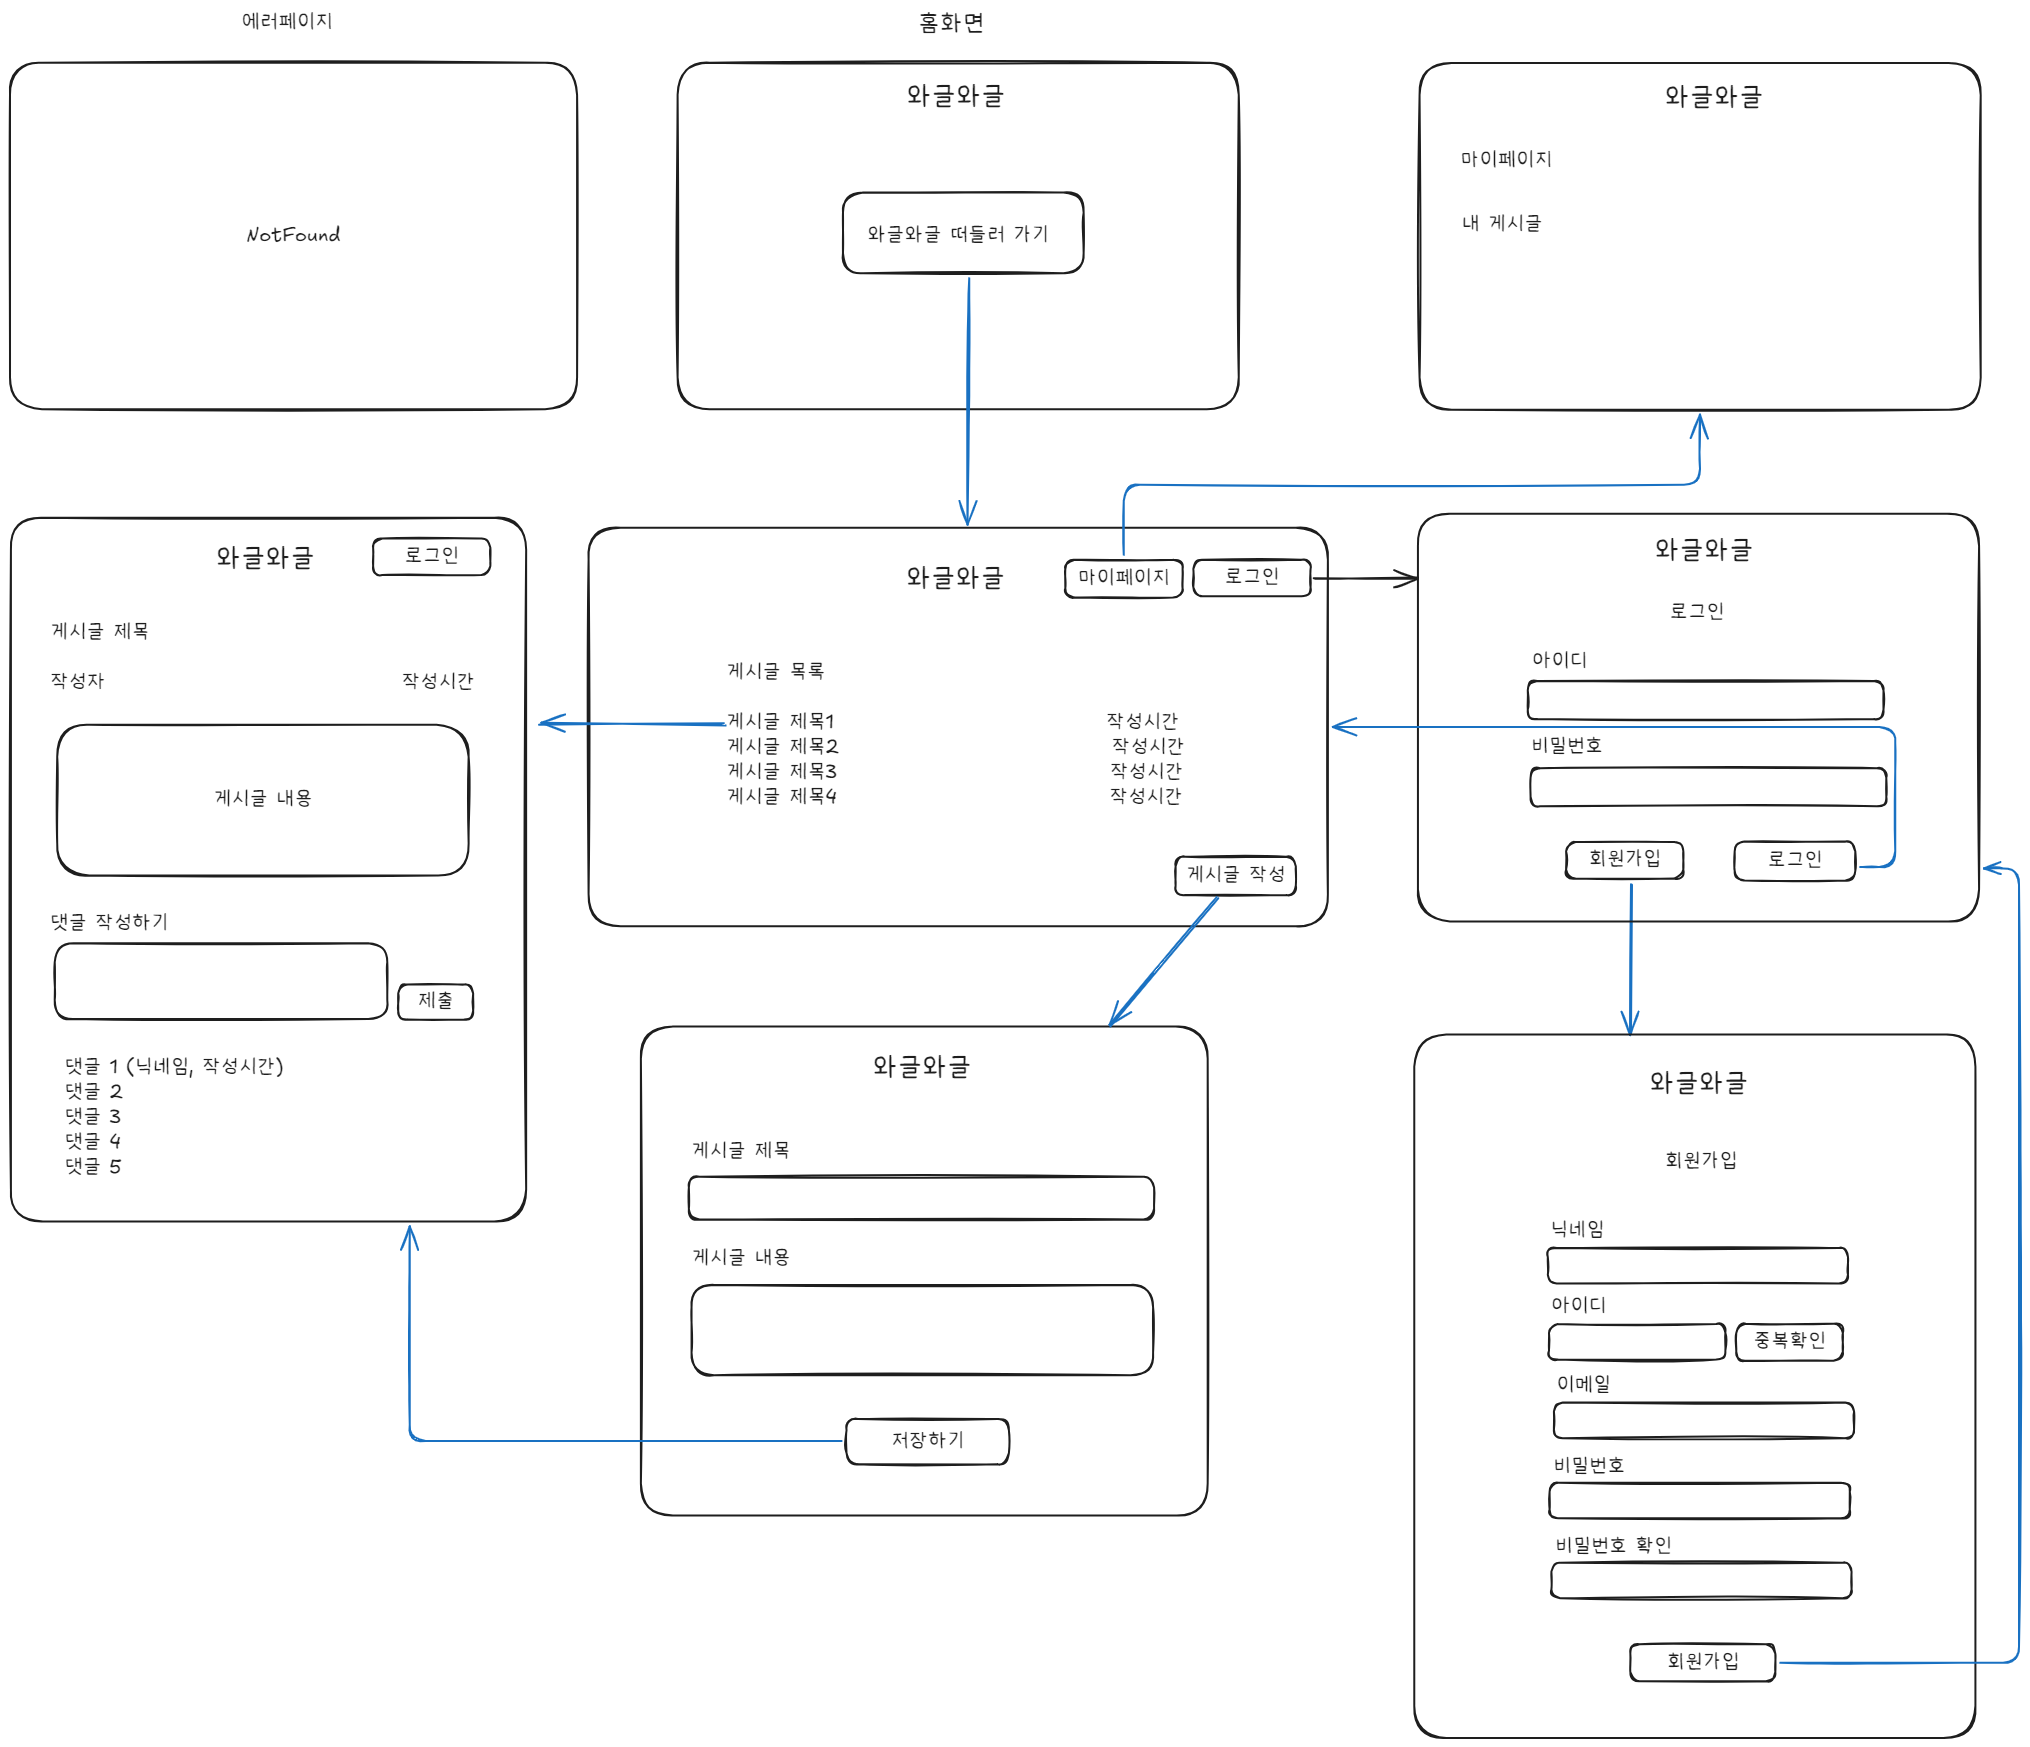 에러페이지
NotFound
홈화면
와글와글
와글와글 떠들러 가기
와글와글
마이페이지
내 게시글
와글와글
로그인
게시글 제목
작성자 작성시간
게시글 내용
댓글 작성하기
제출
댓글 1 (닉네임, 작성시간)
댓글 2
댓글 3
댓글 4
댓글 5
와글와글
마이페이지
로그인
게시글 목록
게시글 제목1 작성시간
게시글 제목2 작성시간
게시글 제목3 작성시간
게시글 제목4 작성시간
게시글 작성
와글와글
로그인
아이디
비밀번호
회원가입
로그인
와글와글
게시글 제목
게시글 내용
저장하기
와글와글
회원가입
닉네임
아이디
중복확인
이메일
비밀번호
비밀번호 확인
회원가입